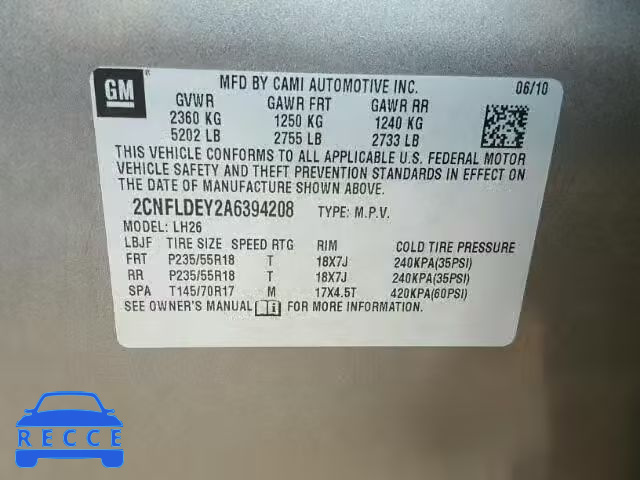 GM ®
MFD BY CAMI AUTOMOTIVE INC. 06/10
GVWR GAWR FRT GAWR RR
2360 KG 1250 KG 1240 KG
5202 LB 2755 LB 2733 LB
THIS VEHICLE CONFORMS TO ALL APPLICABLE U.S. FEDERAL MOTOR
VEHICLE SAFETY AND THEFT PREVENTION STANDARDS IN EFFECT ON
THE DATE OF MANUFACTURE SHOWN ABOVE.
2CNFLDEY2A6394208 TYPE: M.P.V.
MODEL: LH26
LBJF TIRE SIZE SPEED RTG RIM COLD TIRE PRESSURE
FRT P235/55R18 T 18X7J 240KPA(35PSI)
RR P235/55R18 T 18X7J 240KPA(35PSI)
SPA T145/70R17 M 17X4.5T 420KPA(60PSI)
SEE OWNER'S MANUAL FOR MORE INFORMATION.
RECCE